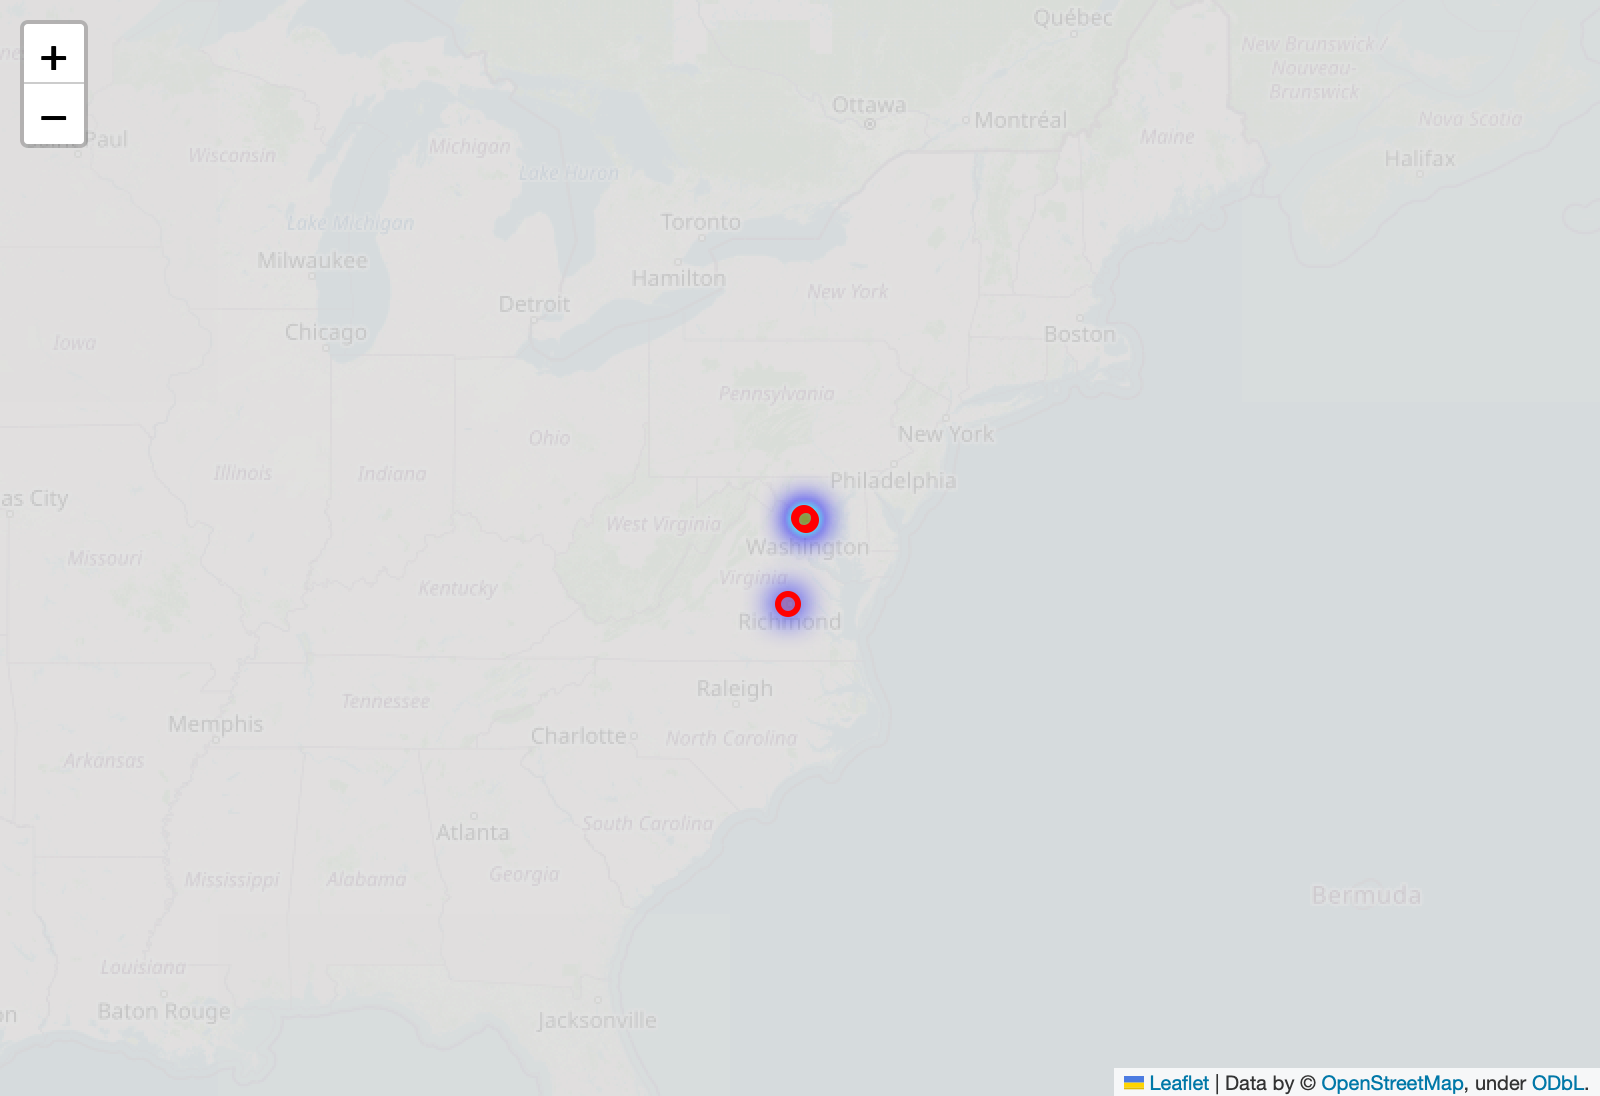 +
−
Québec
New Brunswick /
Nouveau-
Brunswick
Ottawa
Montréal
Nova Scotia
Paul
Michigan
Maine
Wisconsin
Halifax
Lake Huron
Lake Michigan
Toronto
Milwaukee
Hamilton
New York
Detroit
Chicago
Boston
Iowa
Pennsylvania
New York
Ohio
Illinois
Indiana
Philadelphia
as City
West Virginia
Washington
Missouri
Virginia
Kentucky
Richmond
Raleigh
Tennessee
Memphis
Charlotte
North Carolina
Arkansas
South Carolina
Atlanta
Georgia
Mississippi
Alabama
Bermuda
Louisiana
Baton Rouge
on
Jacksonville
Leaflet | Data by © OpenStreetMap, under ODbL.